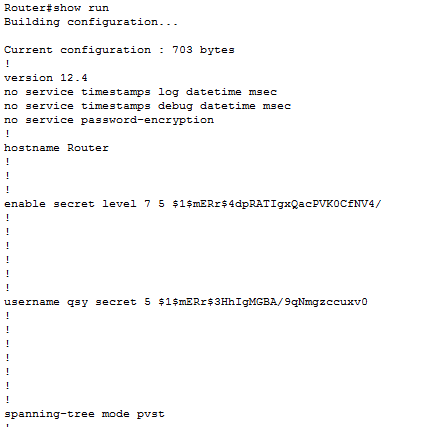 Router#show run
Building configuration...
Current configuration : 703 bytes
!
version 12.4
no service timestamps log datetime msec
no service timestamps debug datetime msec
no service password-encryption
!
hostname Router
!
!
!
enable secret level 7 5 $1$mERr$4dpRATIgxQacPVK0CfNV4/
!
!
!
!
!
!
username qsy secret 5 $1$mERr$3HhIgMGBA/9qNmgzccuxv0
!
!
!
!
!
!
!
spanning-tree mode pvst
!